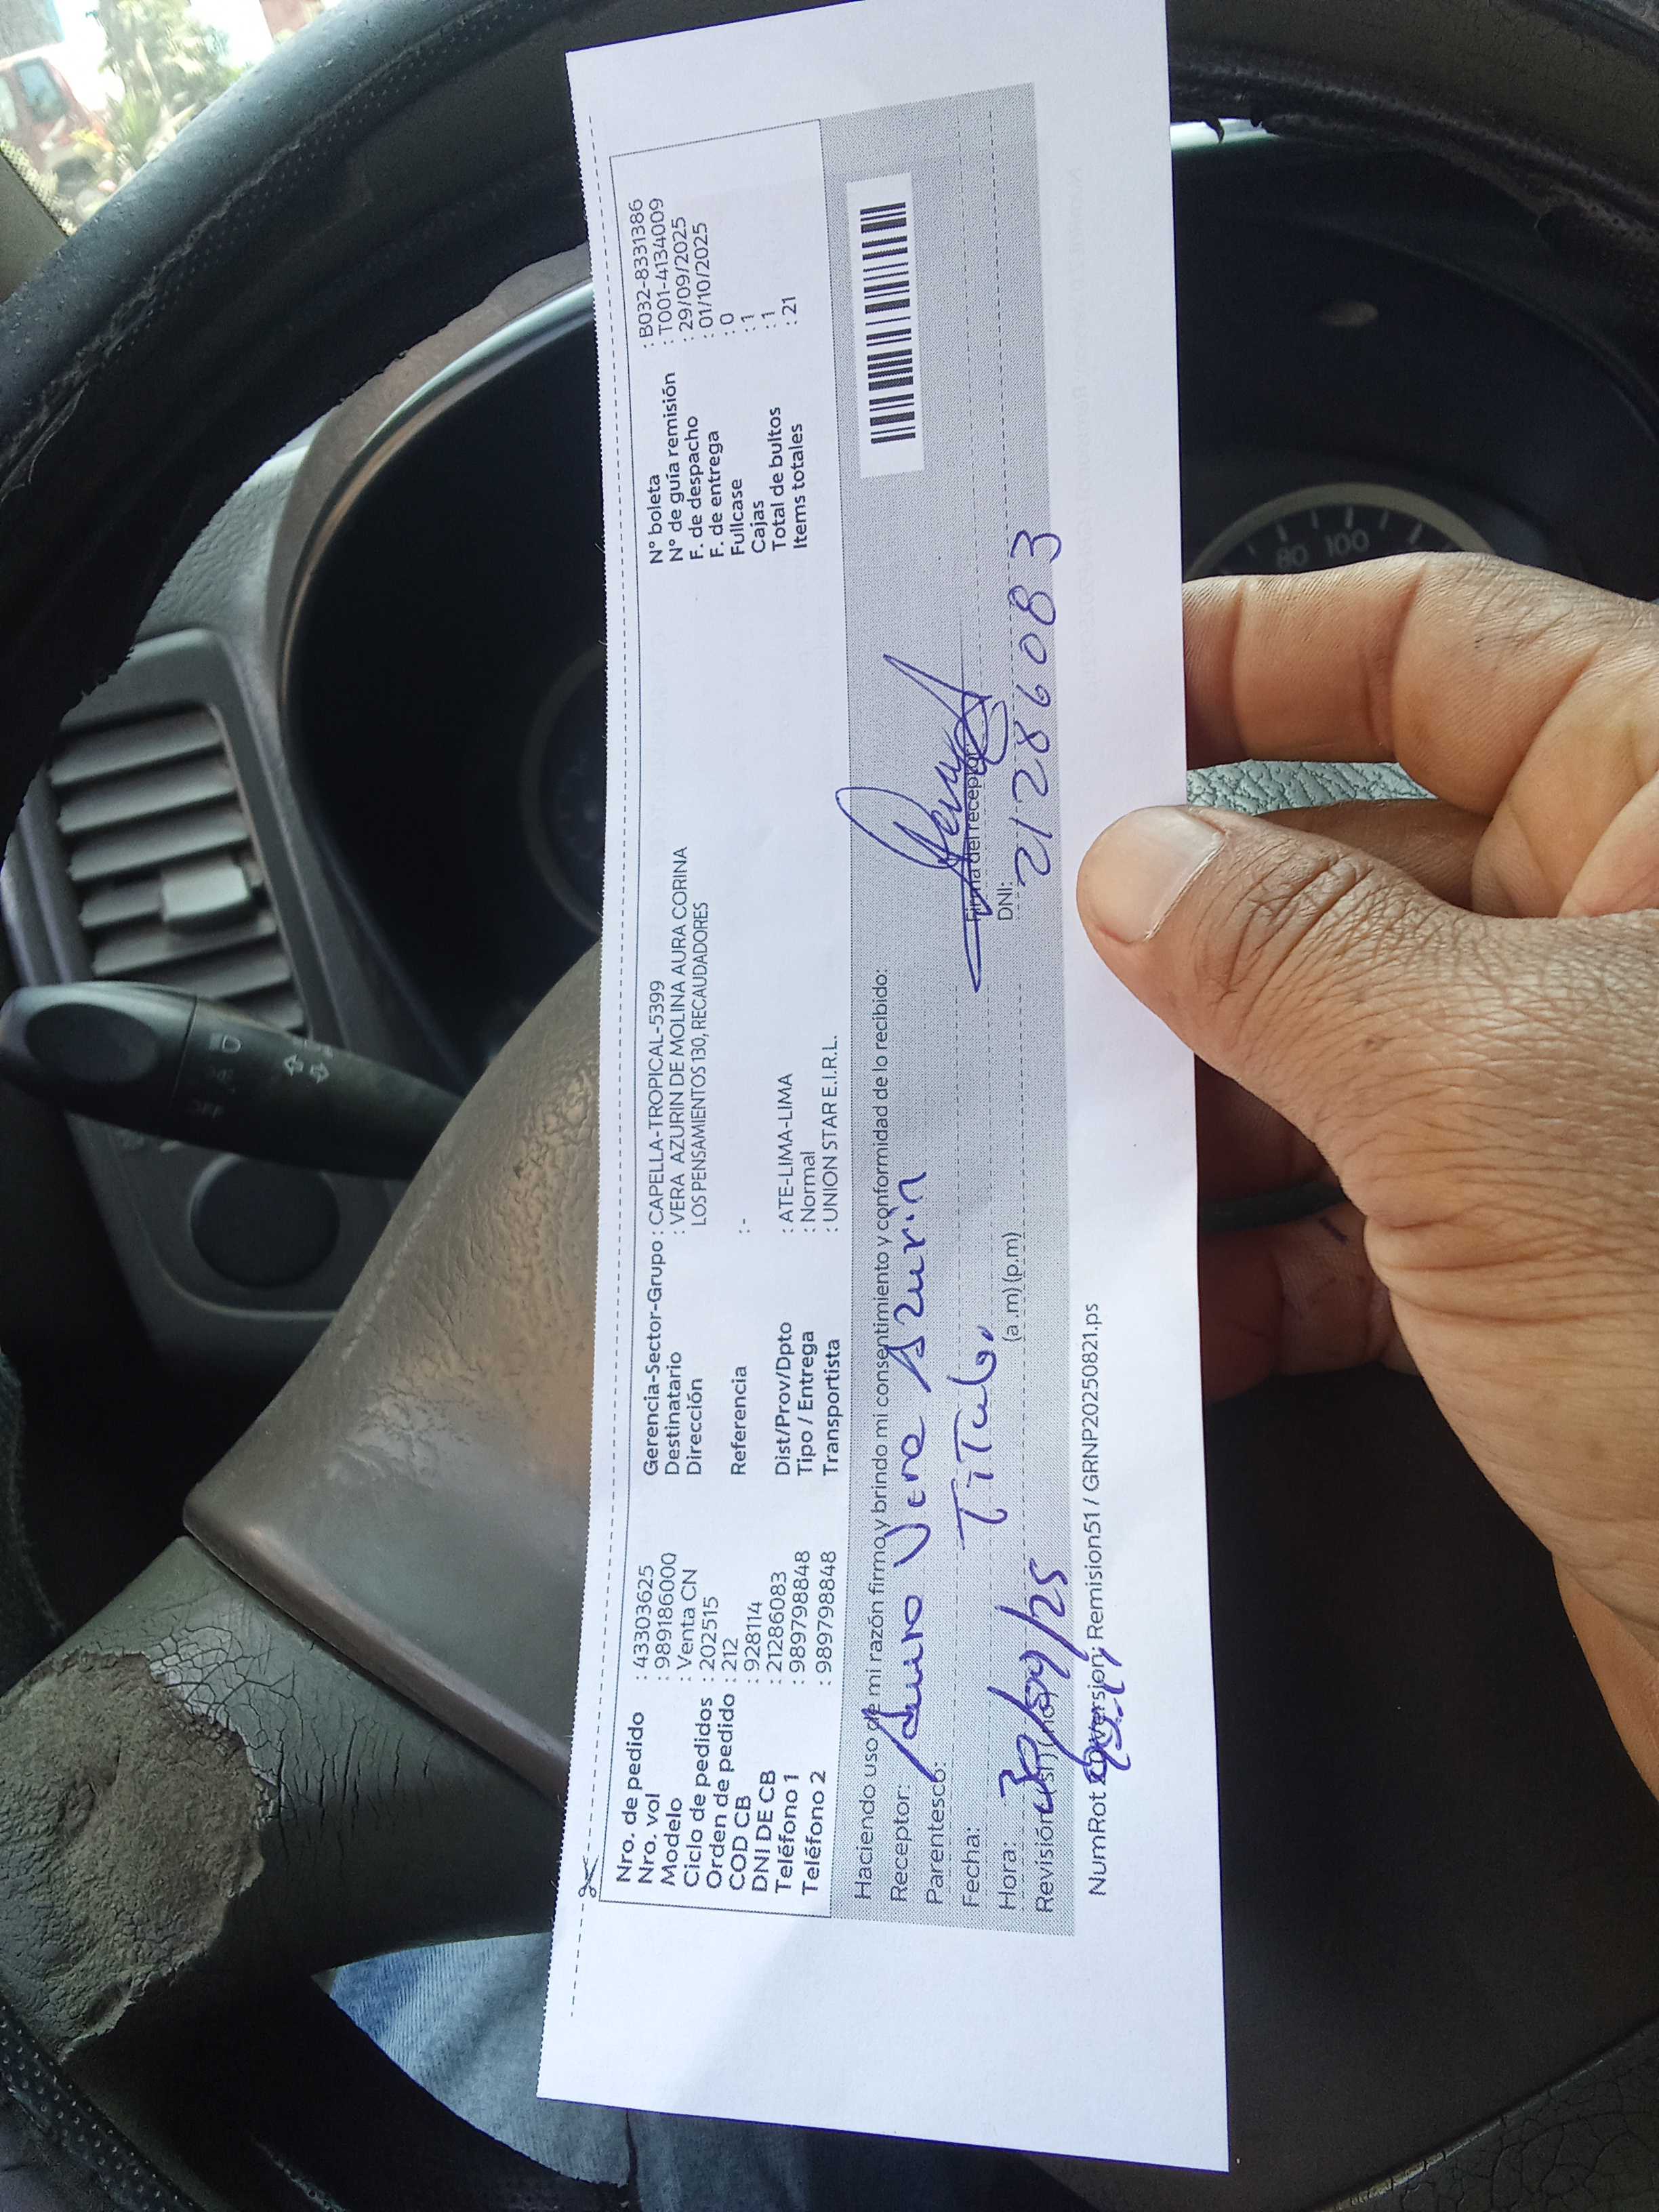 Nro. de pedido : 43303625
Nro. vol : 989186000
Modelo : Venta CN
Ciclo de pedidos : 202515
Orden de pedido : 212
COD CB : 928114
DNI DE CB : 21286083
Teléfono 1 : 989798848
Teléfono 2 : 989798848
Gerencia-Sector-Grupo : CAPELLA-TROPICAL-5399
Destinatario : VERA AZURIN DE MOLINA AURA CORINA
Dirección LOS PENSAMIENTOS 130, RECAUDADORES
Referencia :-
Dist/Prov/Dpto : ATE-LIMA-LIMA
Tipo / Entrega : Normal
Transportista : UNION STAR E.I.R.L.
N° boleta : B032-8331386
N° de guía remisión : T001-4134009
F. de despacho : 29/09/2025
F. de entrega : 01/10/2025
Fullcase : 0
Cajas : 1
Total de bultos : 1
Items totales : 21
Haciendo uso de mi razón firmo y brindo mi consentimiento y conformidad de lo recibido:
Receptor: Aura Vera Azurin
Parentesco: Titular
Fecha: 30/09/25
Hora: (a.m) (p.m)
Firma del receptor
DNI: 21286083
Revisión
NumRot Conversion: Remision51 / GRNP20250821.ps
80 100
OFF